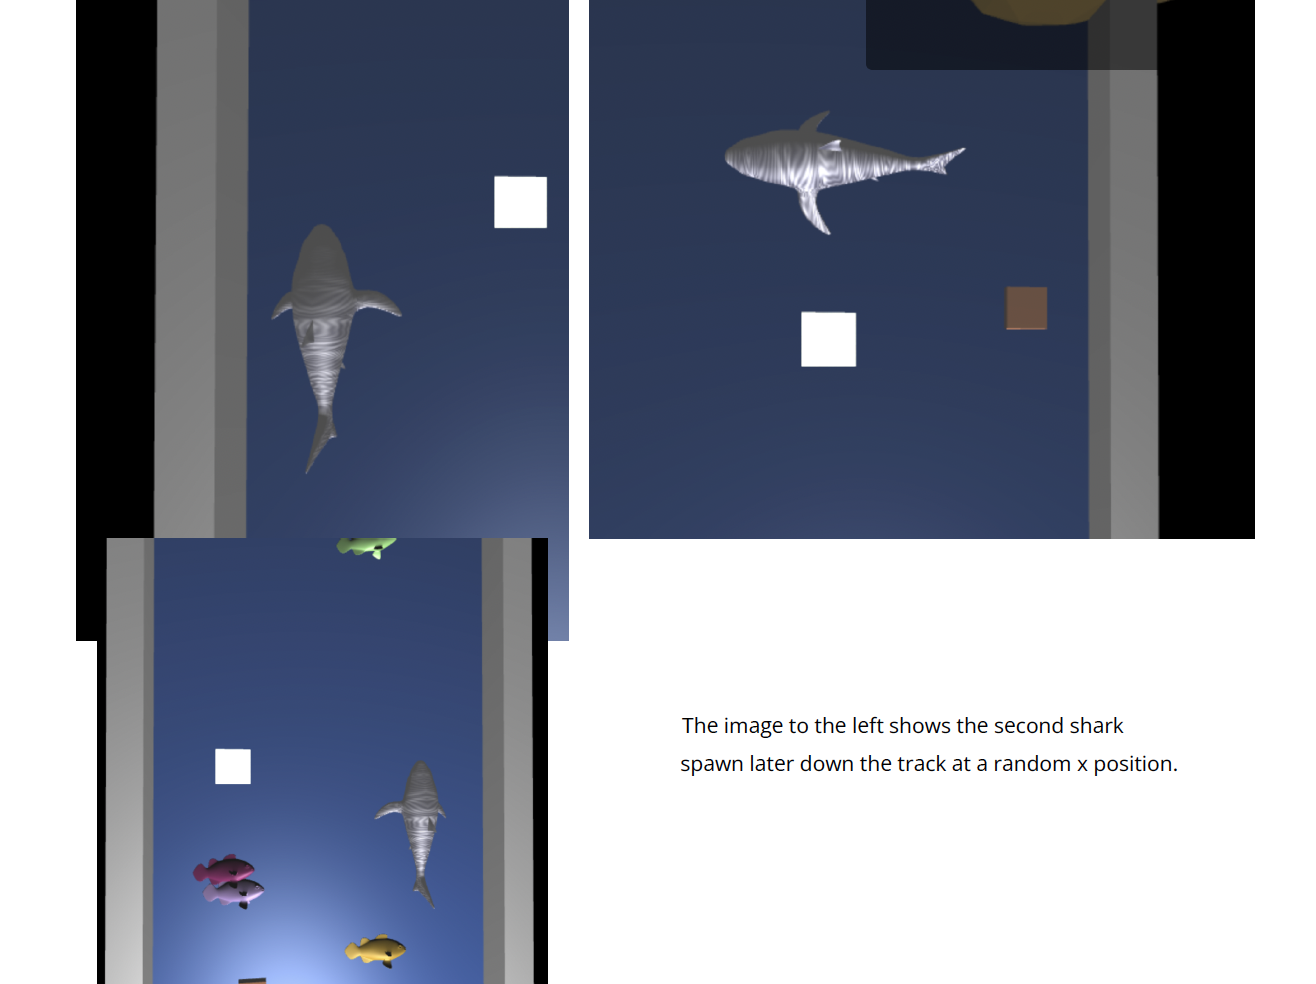 The image to the left shows the second shark
spawn later down the track at a random x position.